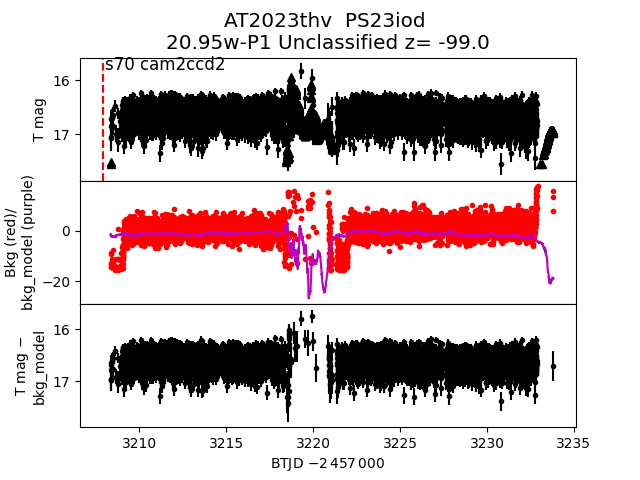 AT2023thv  PS23iod
20.95w-P1 Unclassified z= -99.0
s70 cam2ccd2
T mag
16
17
Bkg (red)/
bkg_model (purple)
0
−20
T mag −
bkg_model
16
17
3210
3215
3220
3225
3230
3235
BTJD −2 457 000